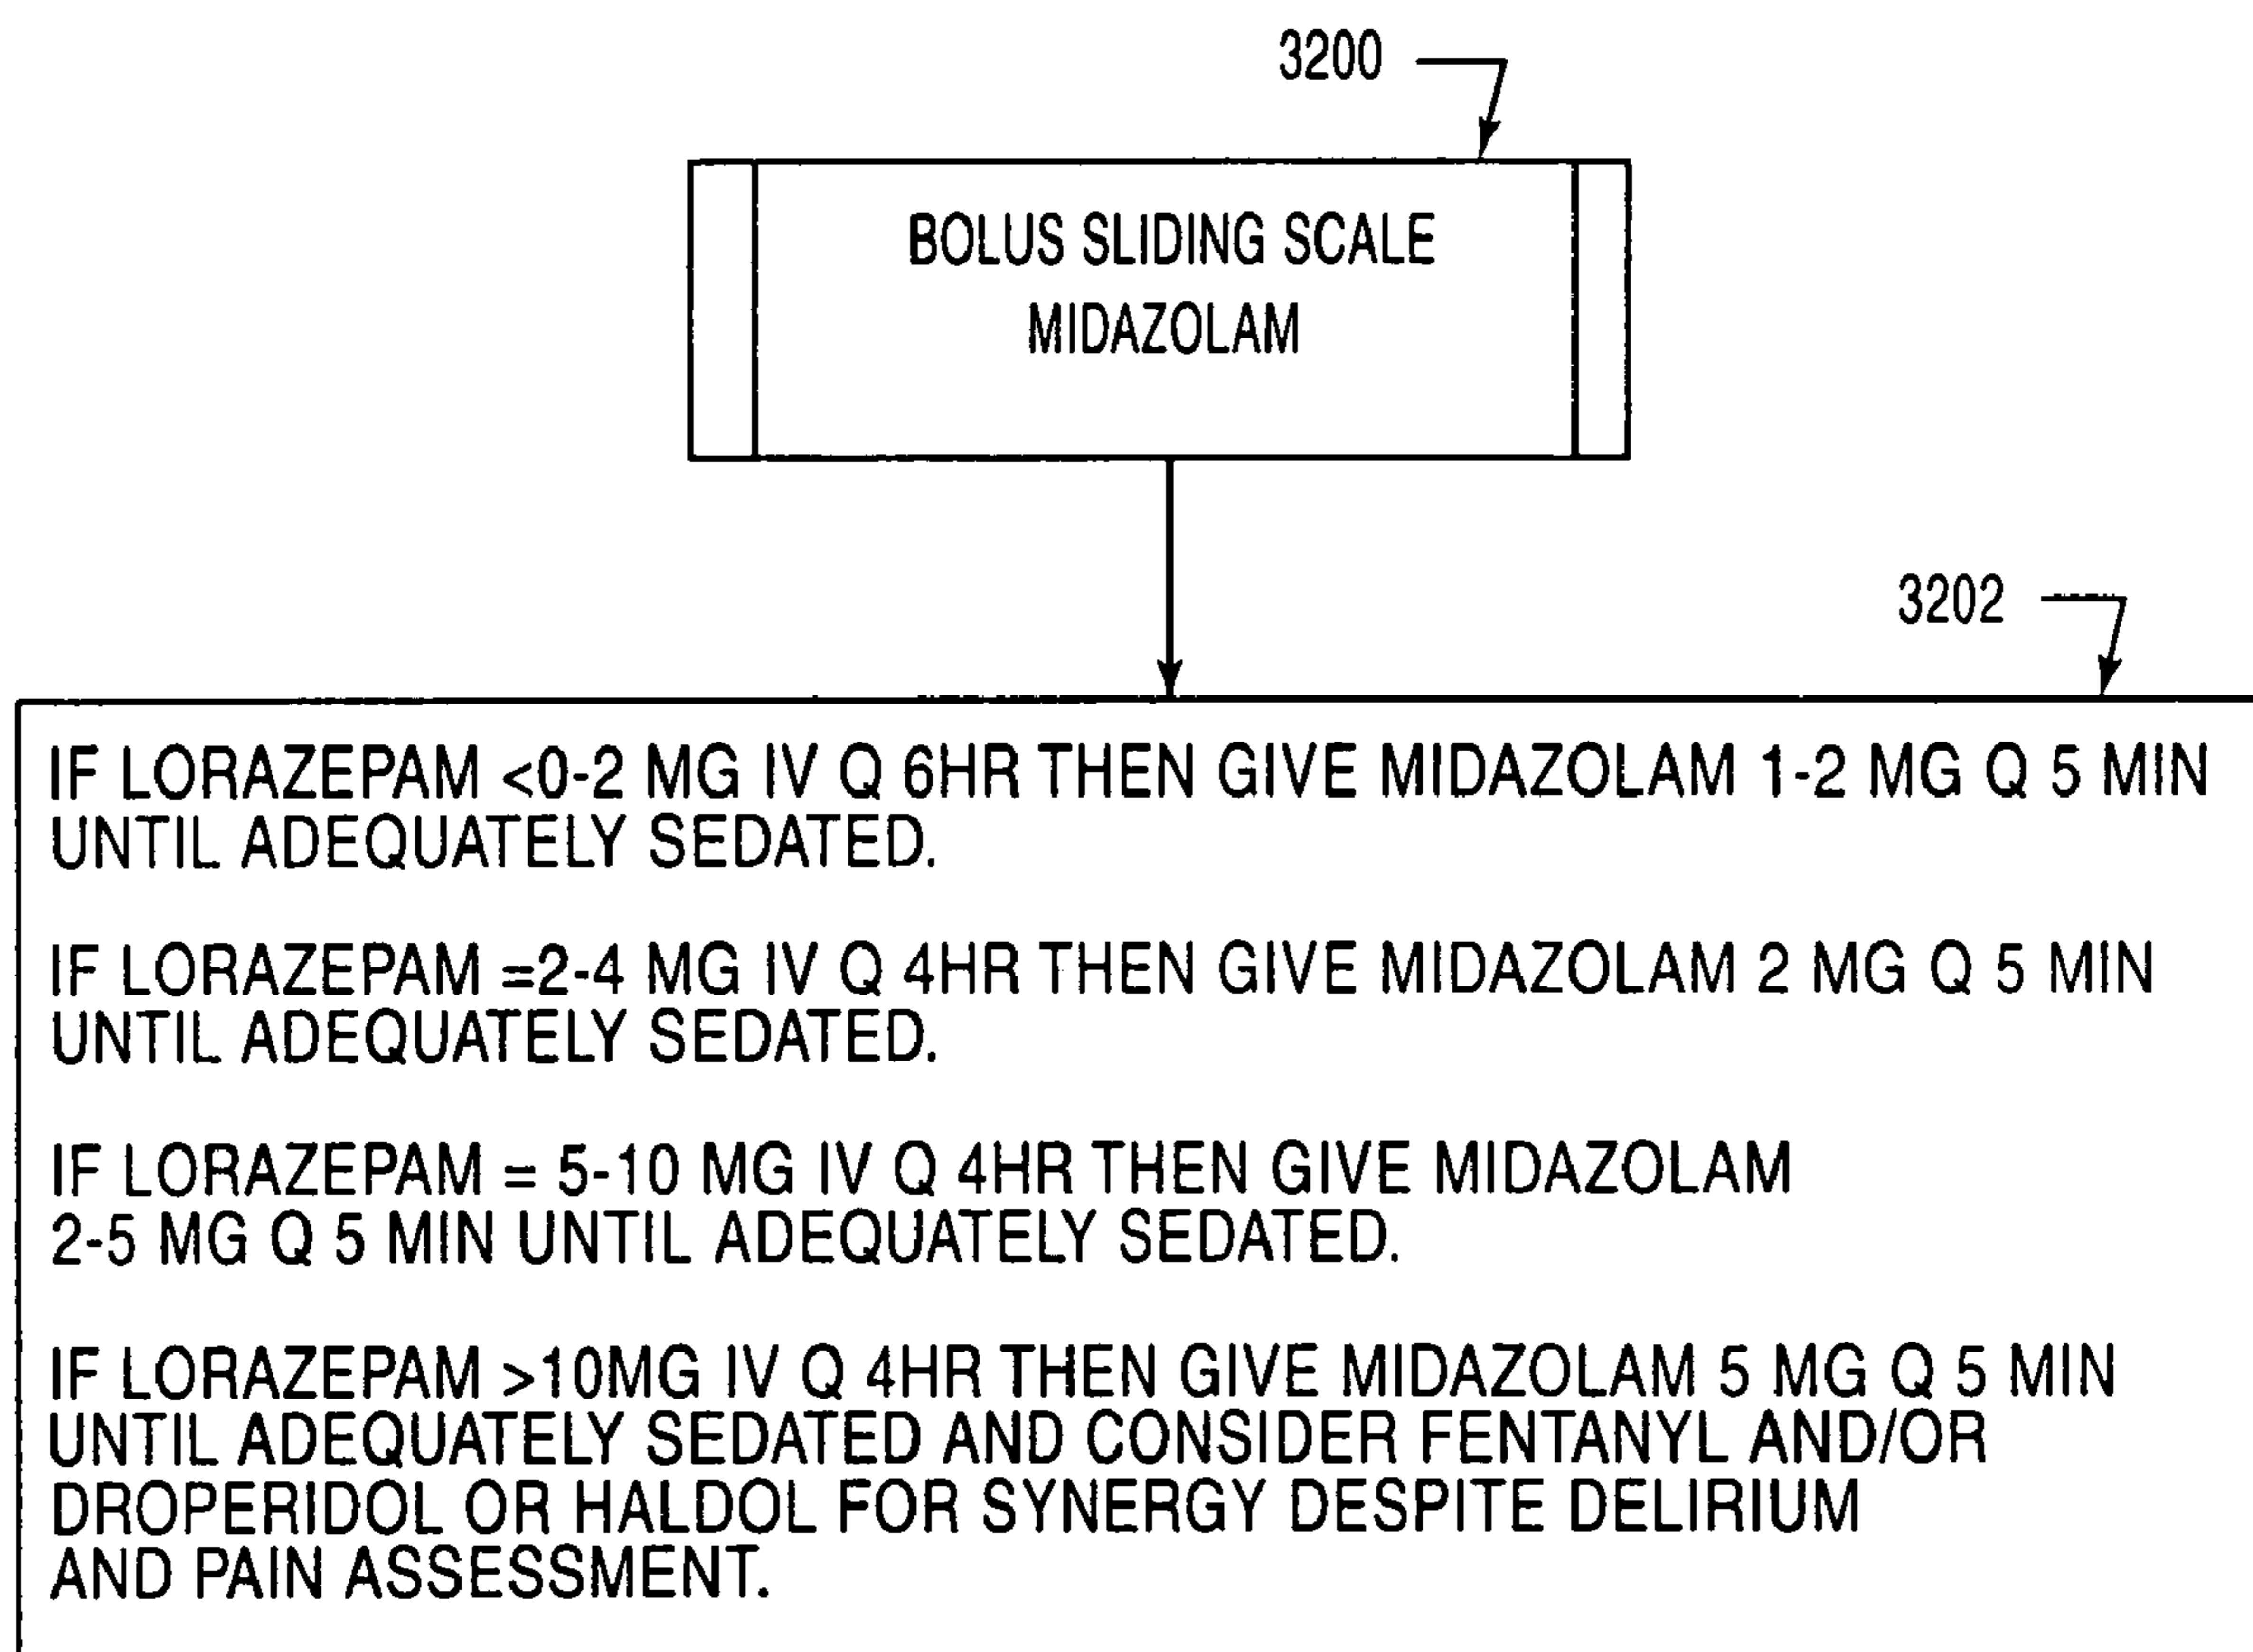 3200
BOLUS SLIDING SCALE
MIDAZOLAM
3202
IF LORAZEPAM <0-2 MG IV Q 6HR THEN GIVE MIDAZOLAM 1-2 MG Q 5 MIN
UNTIL ADEQUATELY SEDATED.
IF LORAZEPAM =2-4 MG IV Q 4HR THEN GIVE MIDAZOLAM 2 MG Q 5 MIN
UNTIL ADEQUATELY SEDATED.
IF LORAZEPAM = 5-10 MG IV Q 4HR THEN GIVE MIDAZOLAM
2-5 MG Q 5 MIN UNTIL ADEQUATELY SEDATED.
IF LORAZEPAM >10MG IV Q 4HR THEN GIVE MIDAZOLAM 5 MG Q 5 MIN
UNTIL ADEQUATELY SEDATED AND CONSIDER FENTANYL AND/OR
DROPERIDOL OR HALDOL FOR SYNERGY DESPITE DELIRIUM
AND PAIN ASSESSMENT.